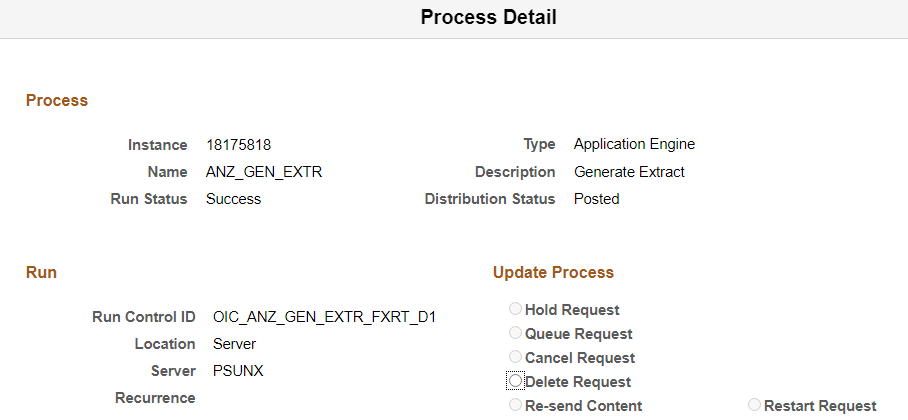 Process Detail
Process
Instance 18175818 Type Application Engine
Name ANZ_GEN_EXTR Description Generate Extract
Run Status Success Distribution Status Posted
Run Update Process
Hold Request
Run Control ID OIC_ANZ_GEN_EXTR_FXRT_D1
Queue Request
Location Server
Cancel Request
Server PSUNX
Delete Request
Recurrence
Re-send Content Restart Request